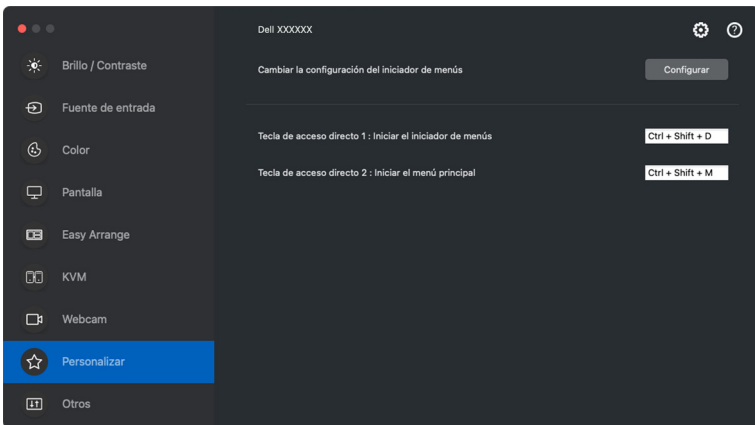 Dell XXXXXX
Brillo / Contraste
Cambiar la configuración del iniciador de menús
Configurar
Fuente de entrada
Color
Tecla de acceso directo 1 : Iniciar el iniciador de menús
Ctrl + Shift + D
Tecla de acceso directo 2 : Iniciar el menú principal
Ctrl + Shift + M
Pantalla
Easy Arrange
KVM
Webcam
Personalizar
Otros